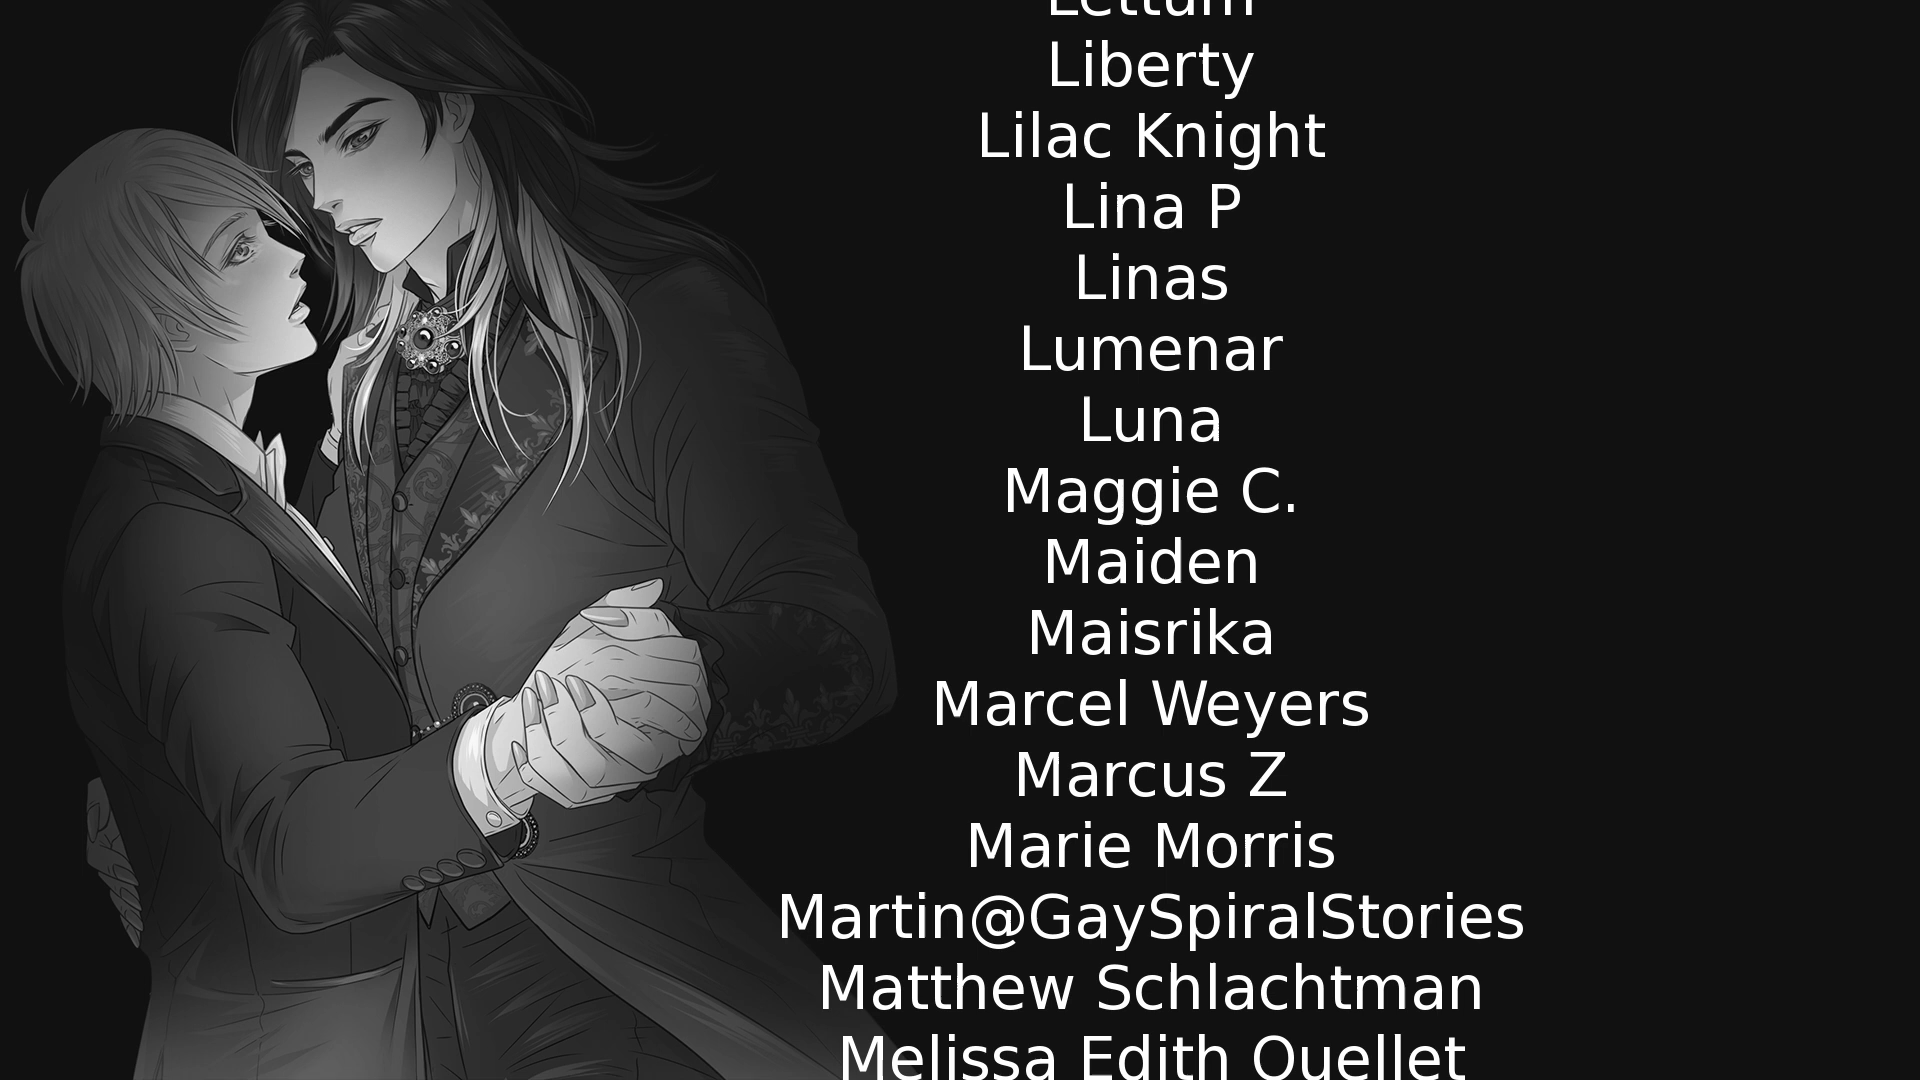 Liberty
Lilac Knight
Lina P
Linas
Lumenar
Luna
Maggie C.
Maiden
Maisrika
Marcel Weyers
Marcus Z
Marie Morris
Martin@GaySpiralStories
Matthew Schlachtman
Melissa Edith Ouellet